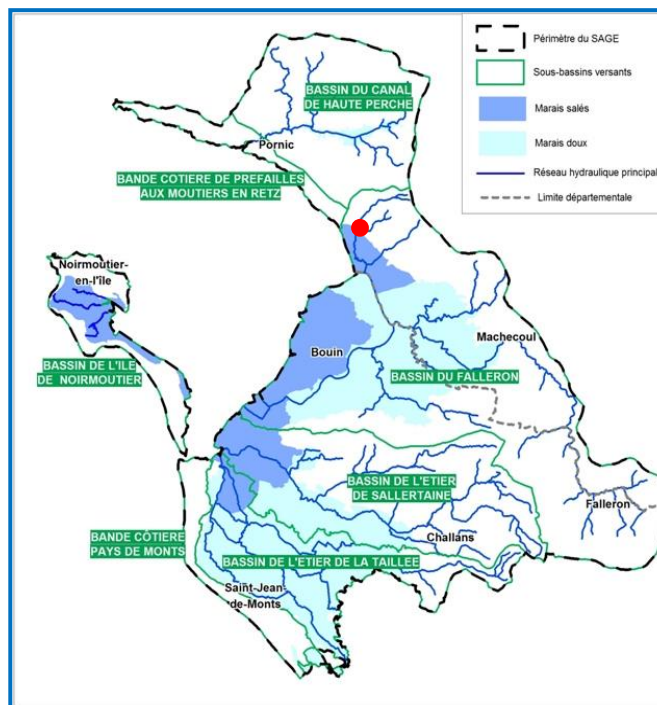 Périmètre du SAGE
Sous-bassins versants
Marais salés
Marais doux
Réseau hydraulique principal
Limite départementale
BASSIN DU CANAL
DE HAUTE PERCHE
Pornic
BANDE COTIERE DE PREFAILLES
AUX MOUTIERS EN RETZ
Noirmoutier-
en-l'île
BASSIN DE L'ILE
DE NOIRMOUTIER
Bouin
Machecoul
BASSIN DU FALLERON
BASSIN DE L'ETIER
DE SALLERTAINE
Falleron
Challans
BANDE CÔTIERE
PAYS DE MONTS
BASSIN DE L'ETIER DE LA TAILLEE
Saint-Jean-
de-Monts